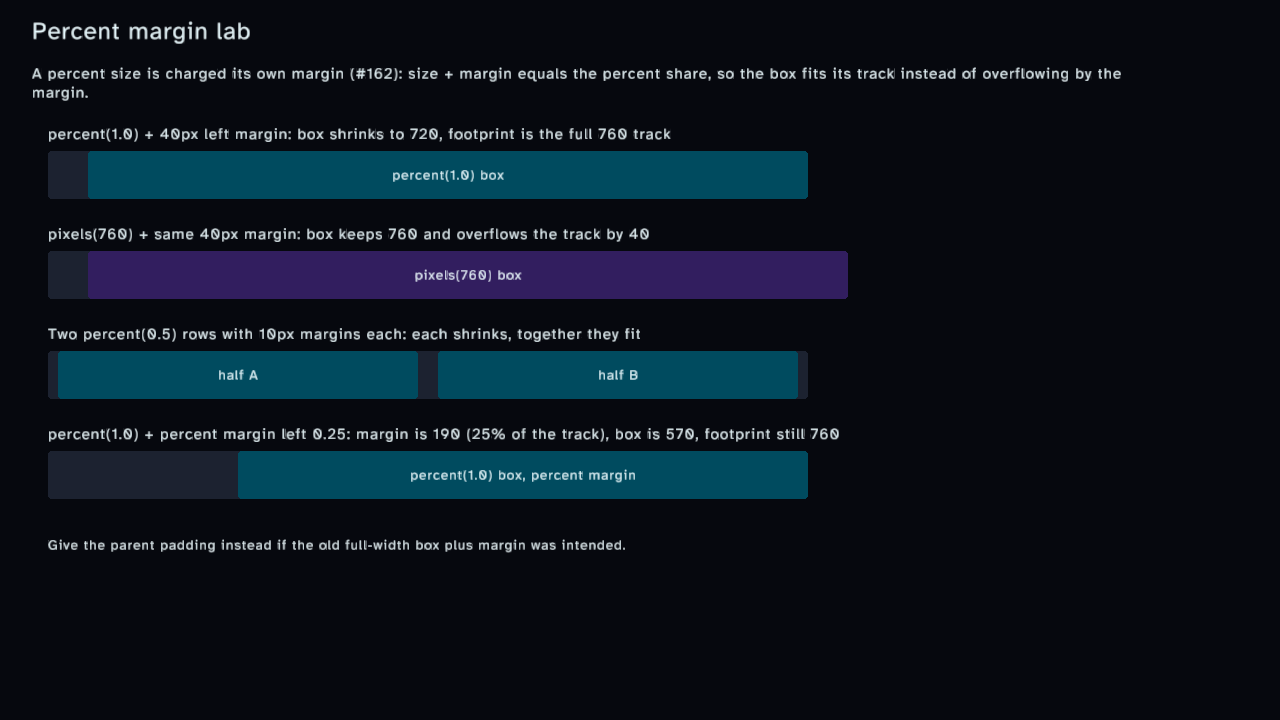 Percent margin lab
A percent size is charged its own margin (#162): size + margin equals the percent share, so the box fits its track instead of overflowing by the
margin.
percent(1.0) + 40px left margin: box shrinks to 720, footprint is the full 760 track
percent(1.0) box
pixels(760) + same 40px margin: box keeps 760 and overflows the track by 40
pixels(760) box
Two percent(0.5) rows with 10px margins each: each shrinks, together they fit
half A
half B
percent(1.0) + percent margin left 0.25: margin is 190 (25% of the track), box is 570, footprint still 760
percent(1.0) box, percent margin
Give the parent padding instead if the old full-width box plus margin was intended.